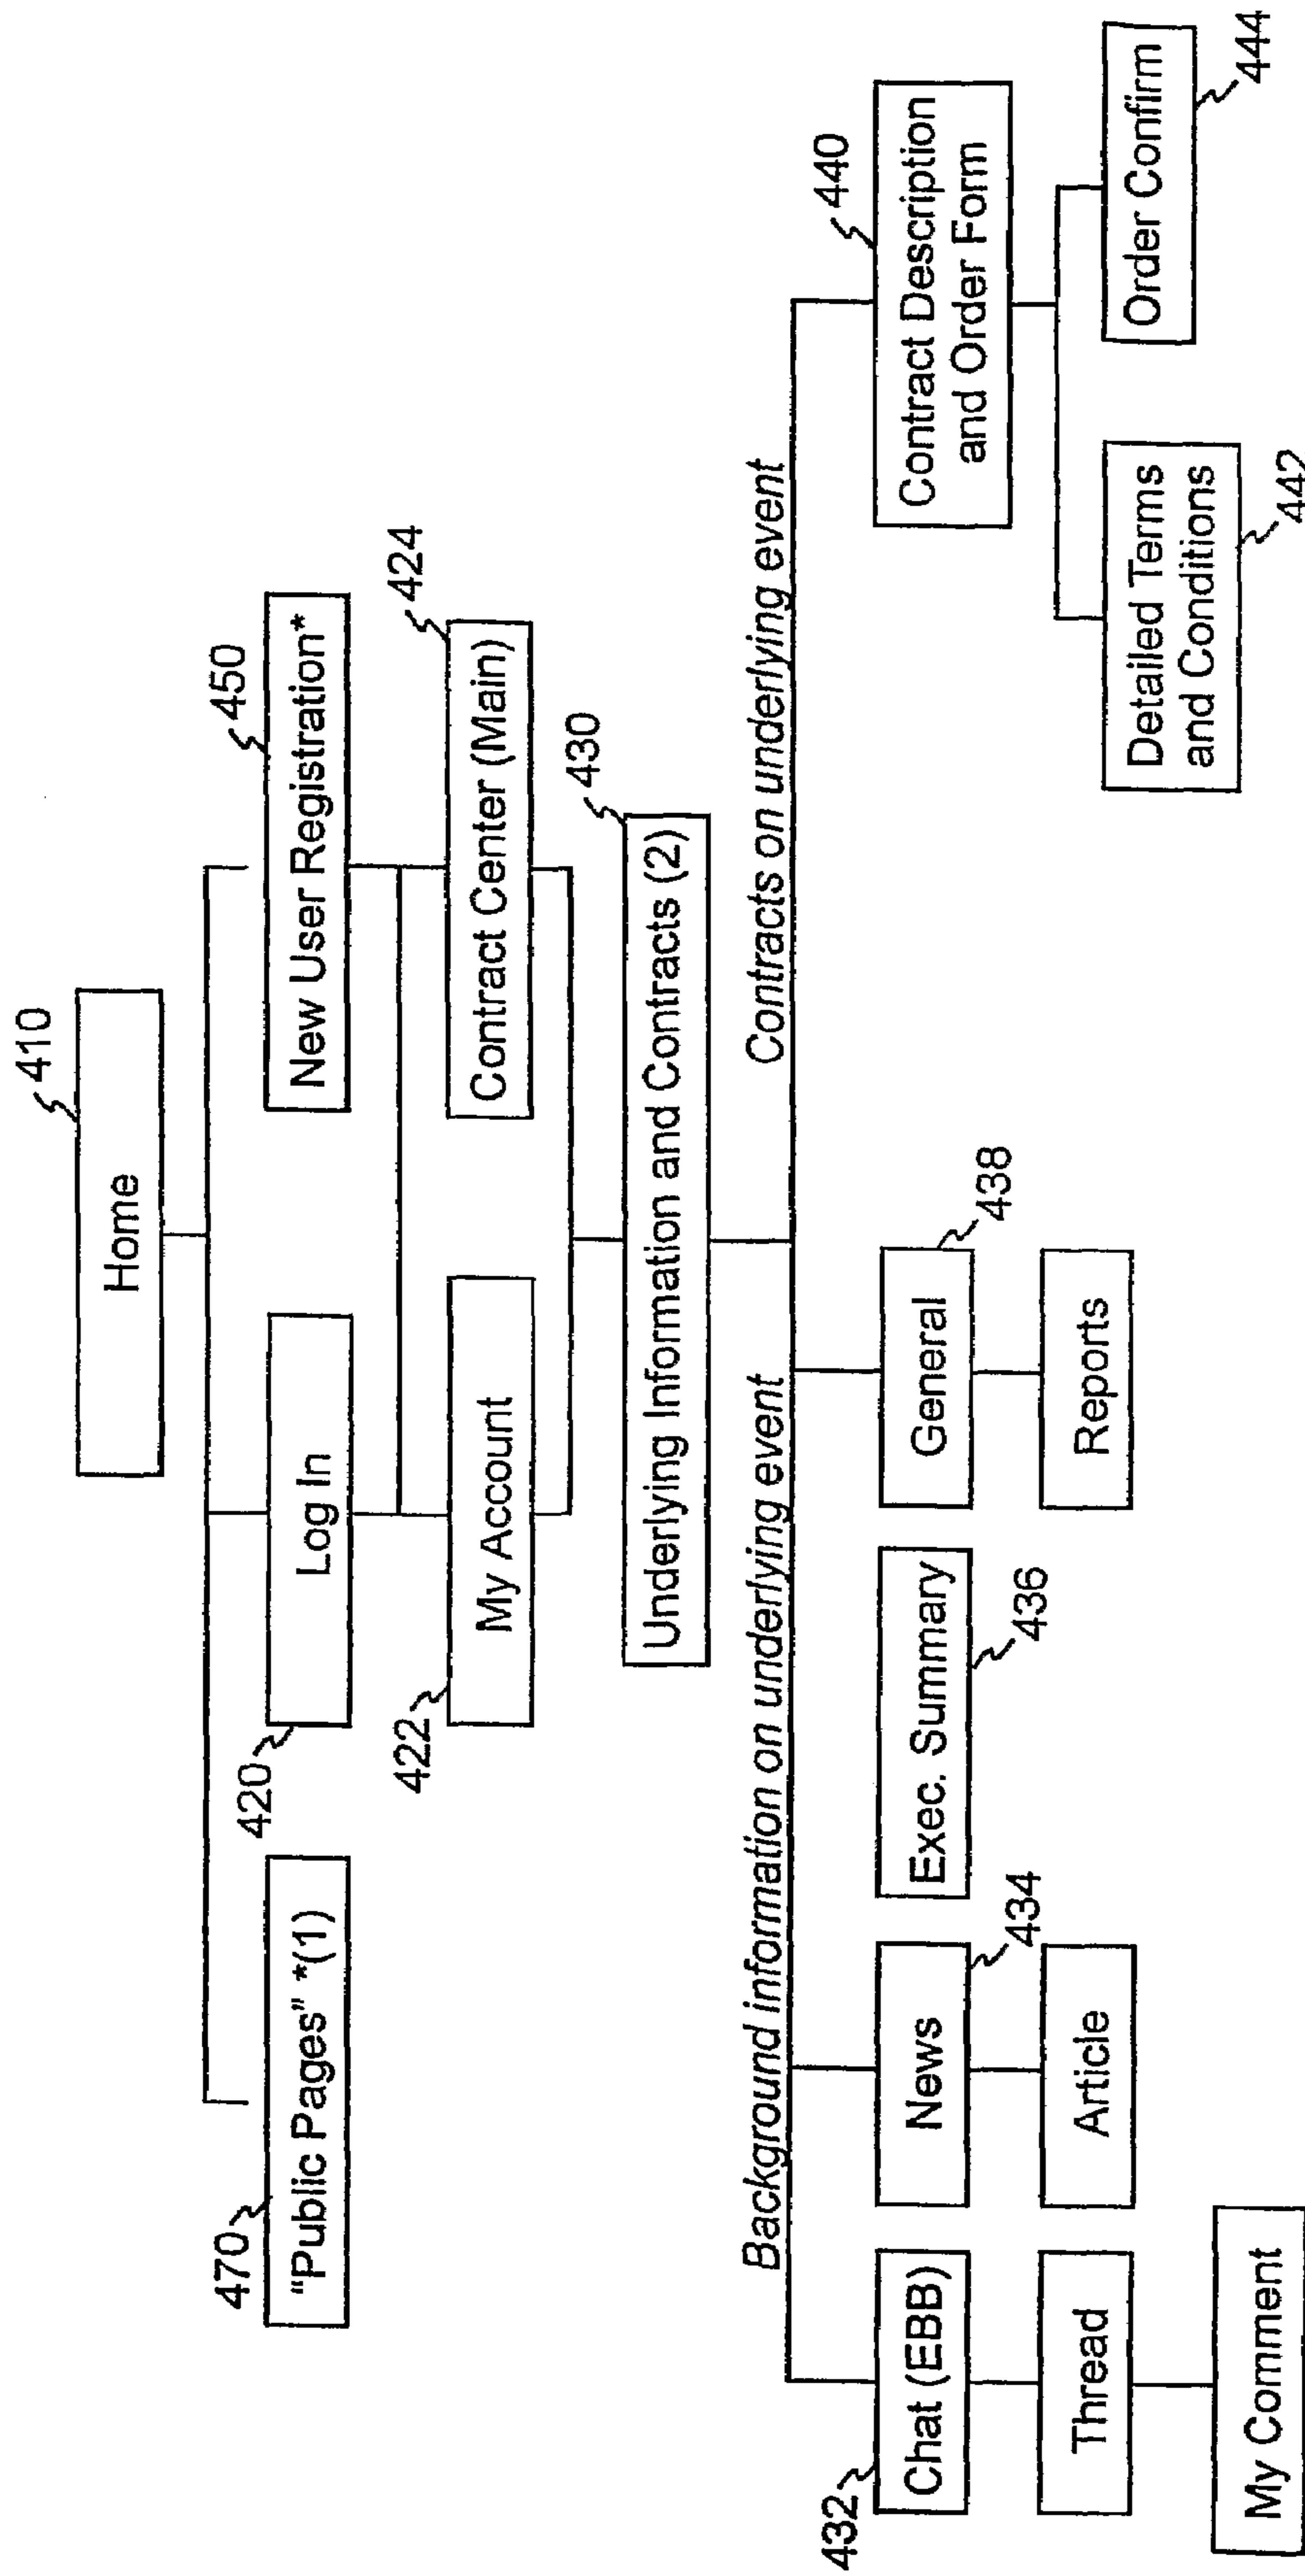 410
Home
470
"Public Pages" *(1)
420
Log In
450
New User Registration*
422
My Account
424
Contract Center (Main)
430
Underlying Information and Contracts (2)
Background information on underlying event
Contracts on underlying event
432
Chat (EBB)
News
434
Exec. Summary
436
General
438
440
Contract Description
and Order Form
Thread
Article
Reports
Detailed Terms
and Conditions
442
Order Confirm
444
My Comment